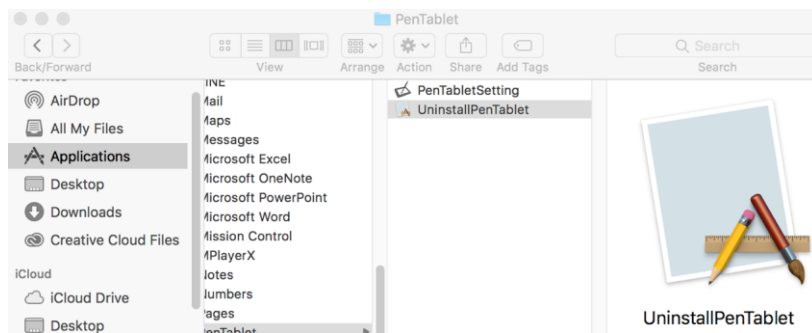 PenTablet
Back/Forward
View
Arrange
Action
Share
Add Tags
Search
Search
AirDrop
All My Files
Applications
Desktop
Downloads
Creative Cloud Files
iCloud
iCloud Drive
Desktop
Mail
Maps
Messages
Microsoft Excel
Microsoft OneNote
Microsoft PowerPoint
Microsoft Word
Mission Control
MPlayerX
Notes
Numbers
Pages
PenTablet
PenTabletSetting
UninstallPenTablet
UninstallPenTablet